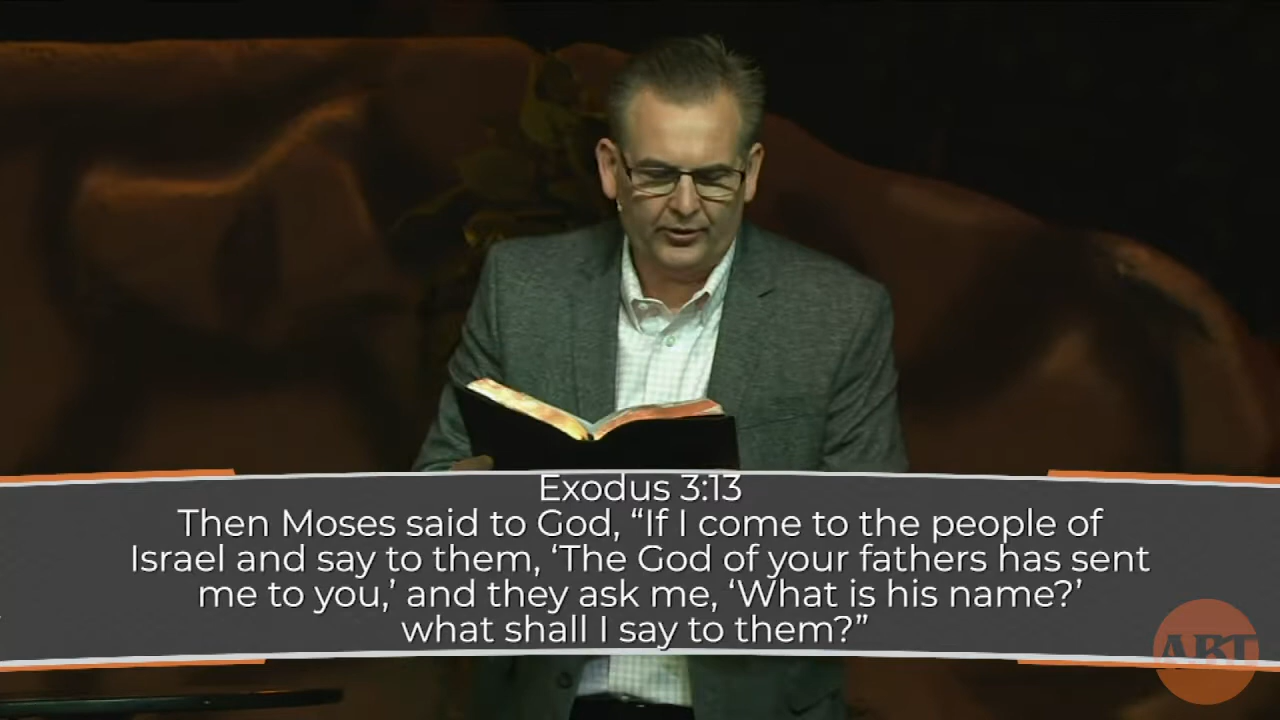 Exodus 3:13
Then Moses said to God, “If I come to the people of
Israel and say to them, ‘The God of your fathers has sent
me to you,’ and they ask me, ‘What is his name?’
what shall I say to them?”
ART